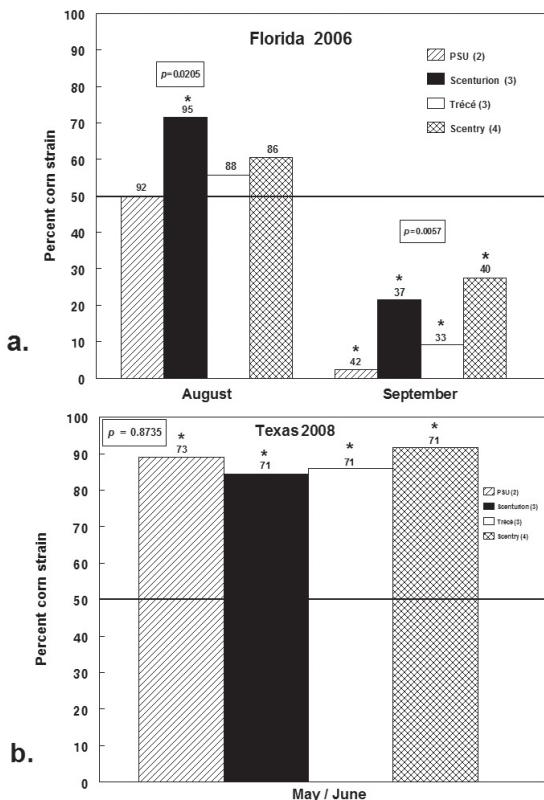 Florida 2006
Percent corn strain
100
90
80
70
60
50
40
30
20
10
0
p=0.0205
*
95
92
88
86
PSU (2)
Scenturion (3)
Trécé (3)
Scentry (4)
p=0.0057
*
42
*
37
*
33
*
40
August
September
a.
Texas 2008
Percent corn strain
100
90
80
70
60
50
40
30
20
10
0
p = 0.8735
*
73
*
71
*
71
*
71
PSU (2)
Scenturion (3)
Trécé (3)
Scentry (4)
May / June
b.